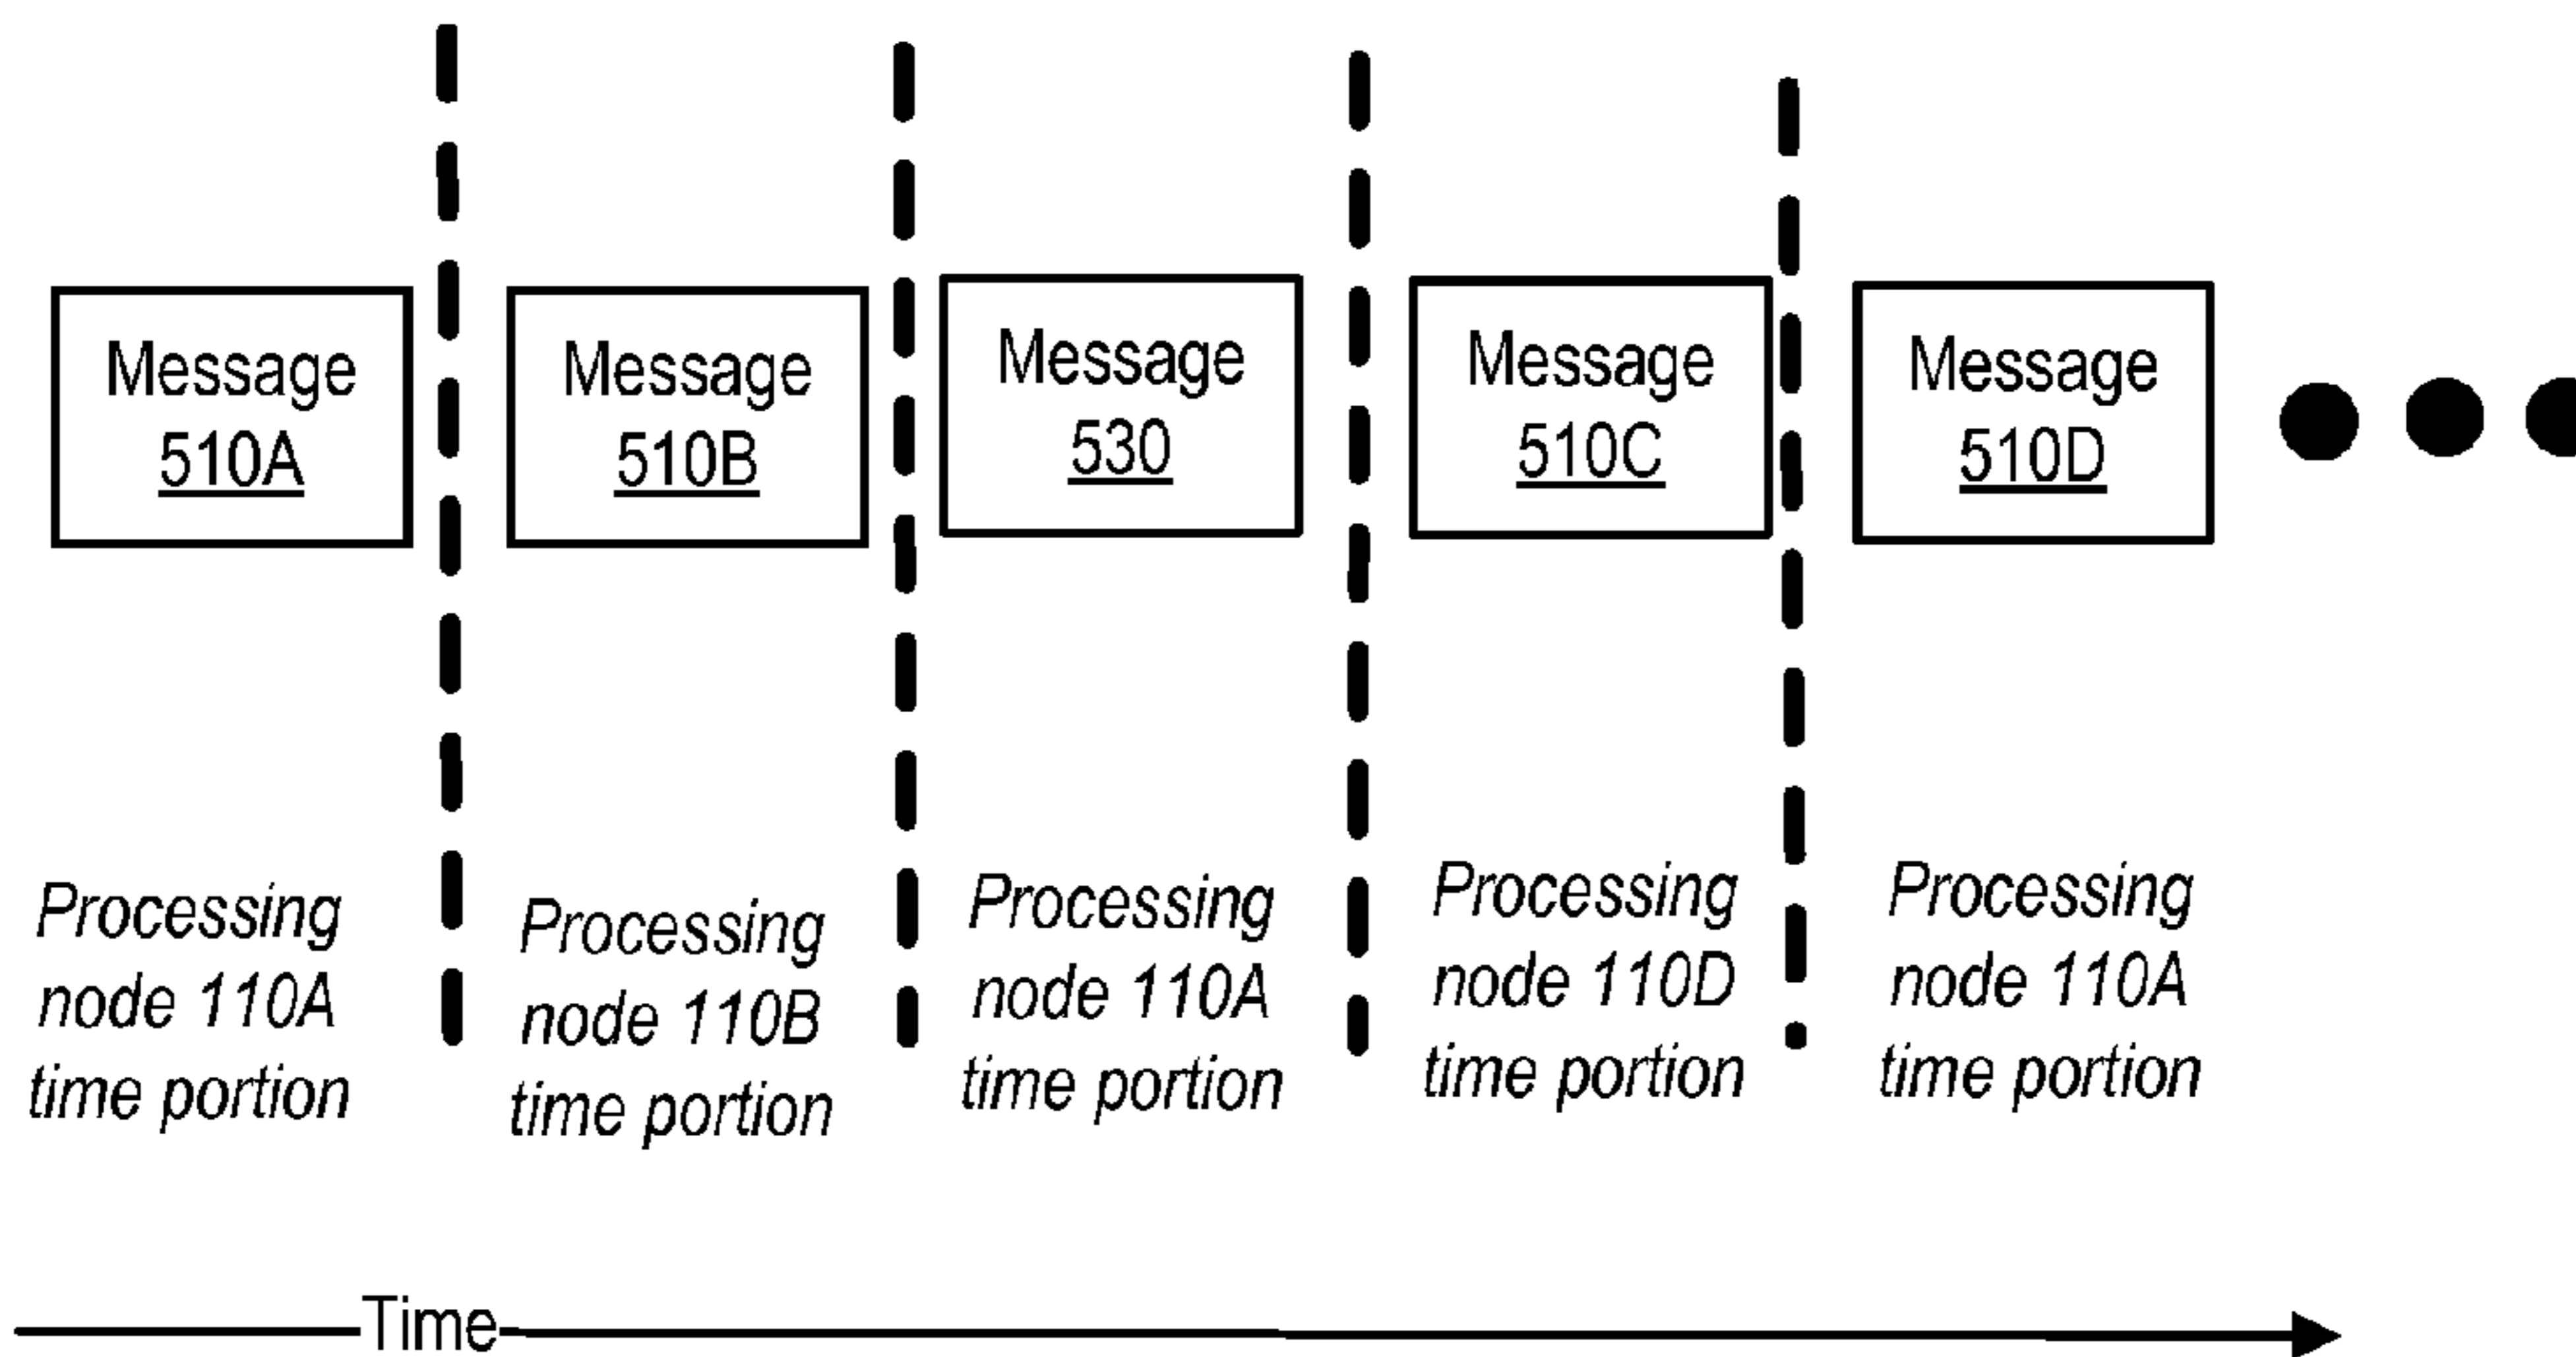 Message
510A
Message
510B
Message
530
Message
510C
Message
510D
Processing
node 110A
time portion
Processing
node 110B
time portion
Processing
node 110A
time portion
Processing
node 110D
time portion
Processing
node 110A
time portion
Time